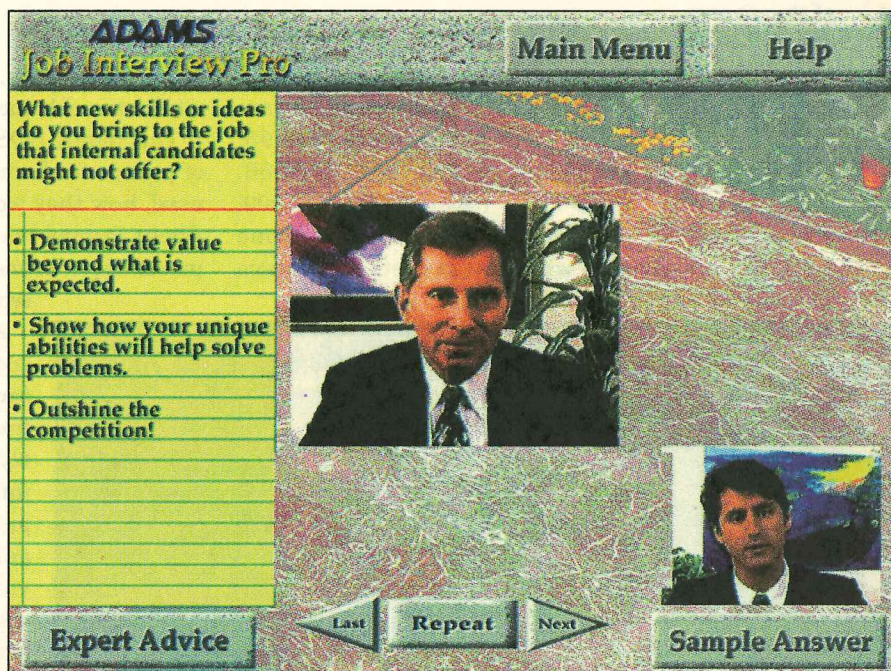 ADAMS
Job Interview Pro
Main Menu
Help
What new skills or ideas
do you bring to the job
that internal candidates
might not offer?
• Demonstrate value
beyond what is
expected.
• Show how your unique
abilities will help solve
problems.
• Outshine the
competition!
Expert Advice
Last
Repeat
Next
Sample Answer